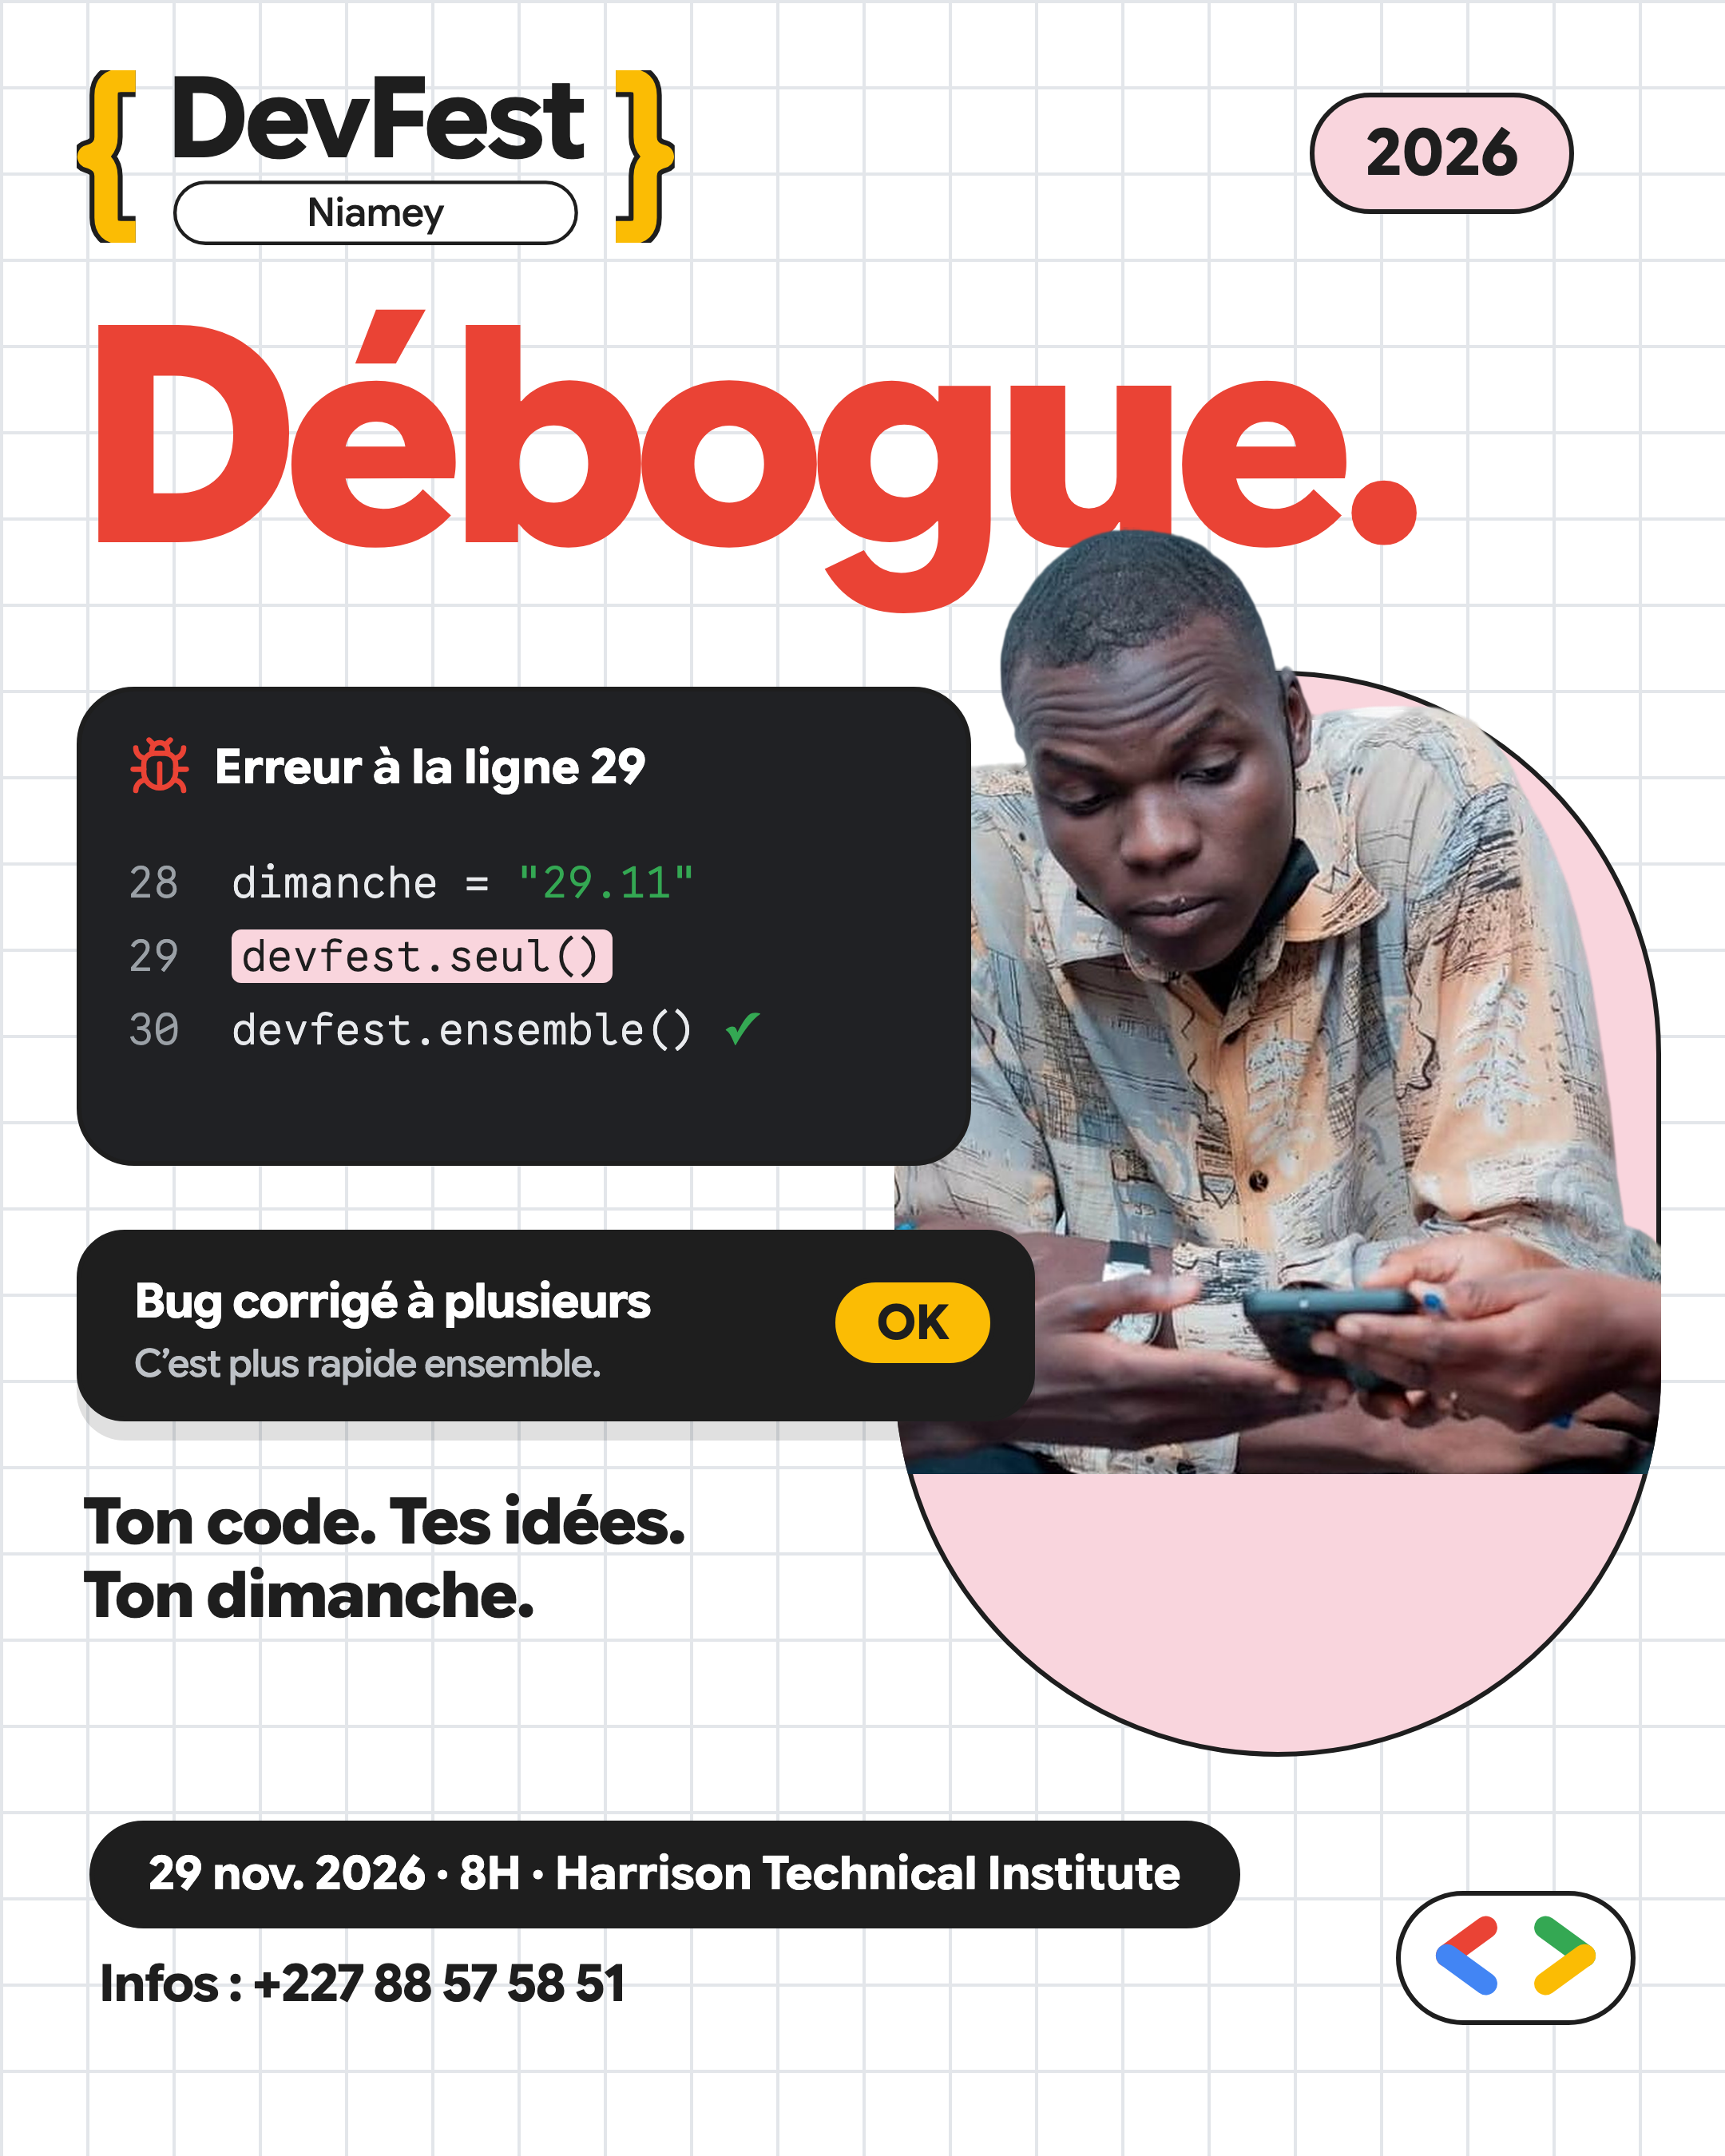 DevFest
Niamey
2026
Débogue.
Erreur à la ligne 29
28 dimanche = "29.11"
29 devfest.seul()
30 devfest.ensemble() ✓
Bug corrigé à plusieurs
C’est plus rapide ensemble.
OK
Ton code. Tes idées.
Ton dimanche.
29 nov. 2026 · 8H · Harrison Technical Institute
Infos : +227 88 57 58 51